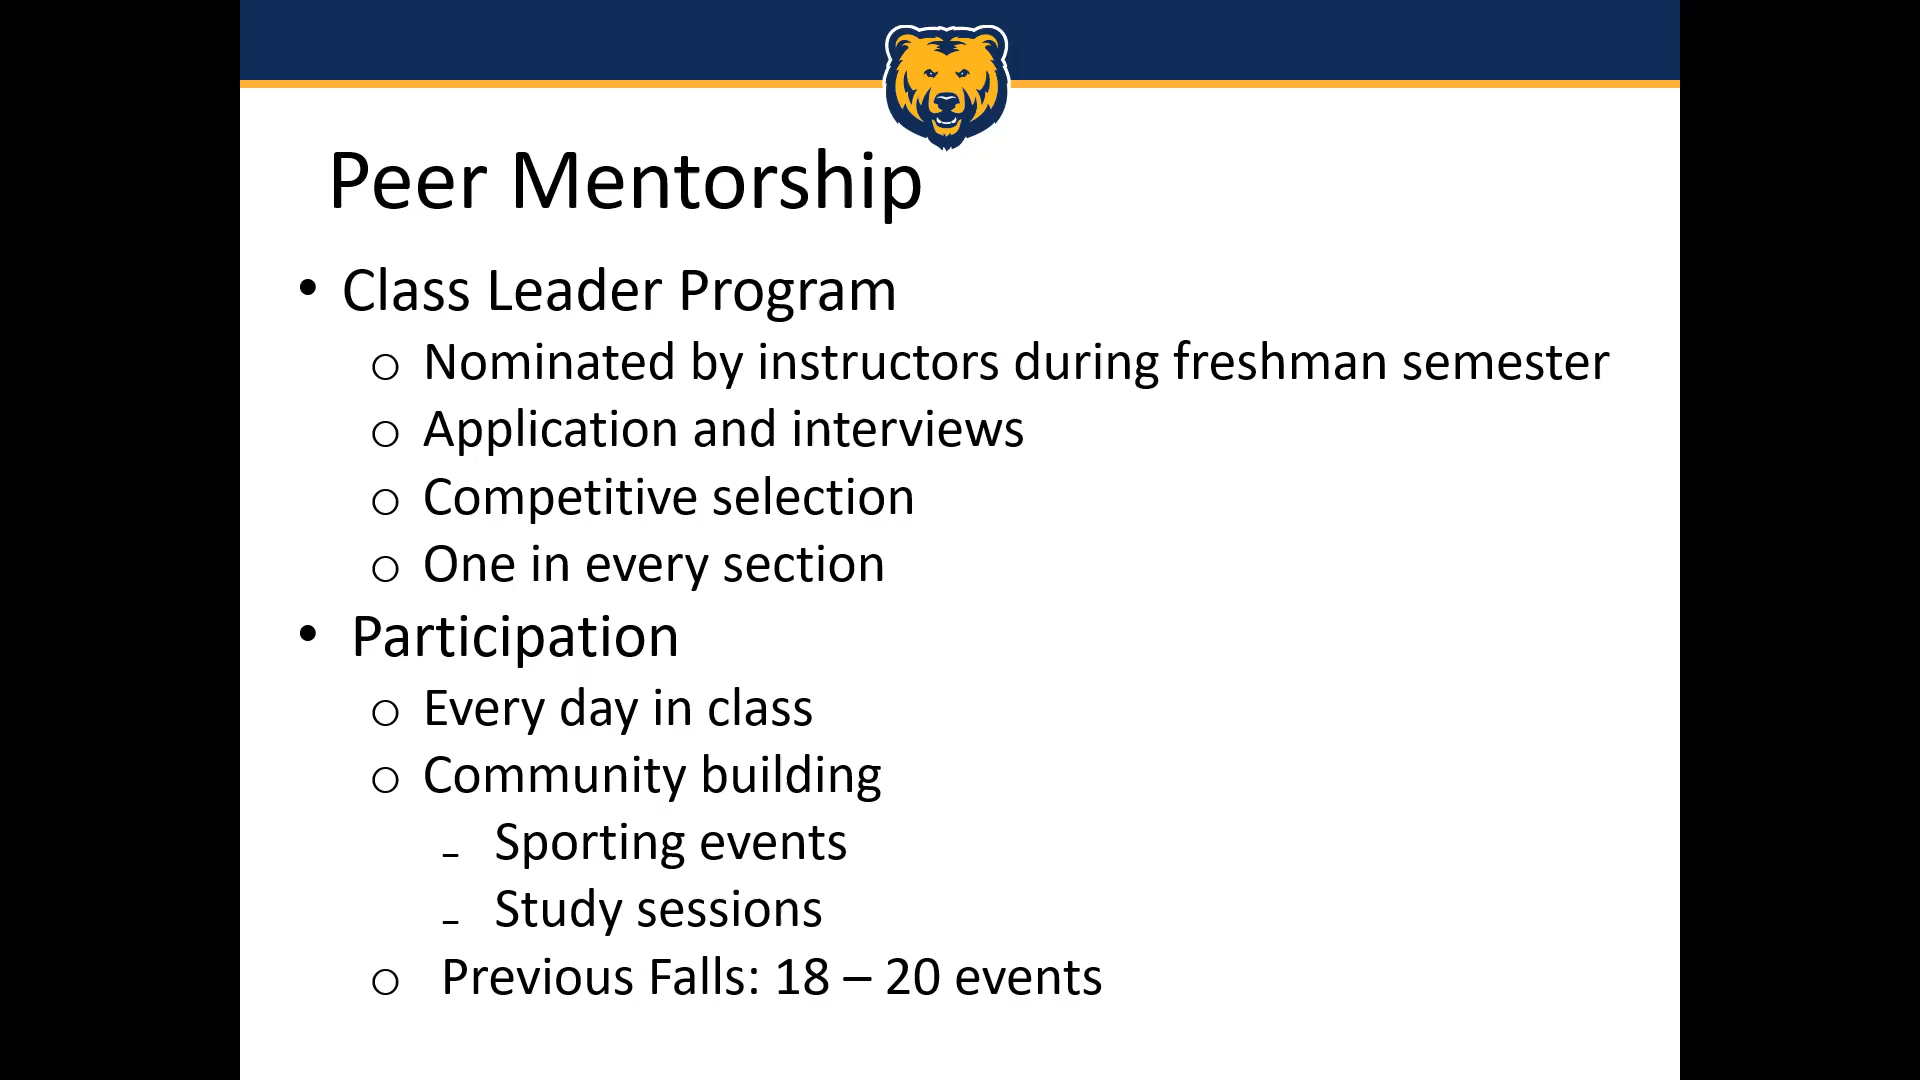 Peer Mentorship
• Class Leader Program
o Nominated by instructors during freshman semester
o Application and interviews
o Competitive selection
o One in every section
• Participation
o Every day in class
o Community building
– Sporting events
– Study sessions
o Previous Falls: 18 – 20 events